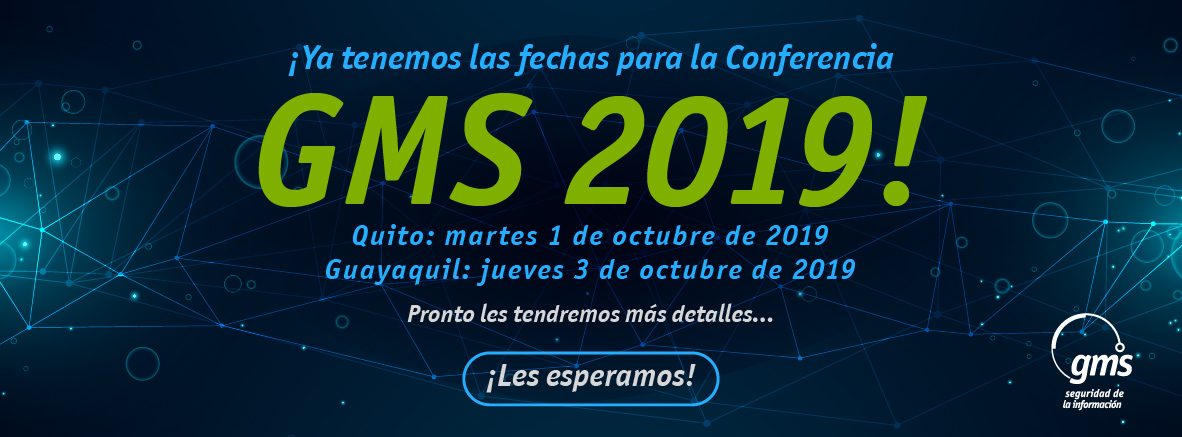 ¡Ya tenemos las fechas para la Conferencia
GMS 2019!
Quito: martes 1 de octubre de 2019
Guayaquil: jueves 3 de octubre de 2019
Pronto les tendremos más detalles...
¡Les esperamos!
gms
seguridad de
la información